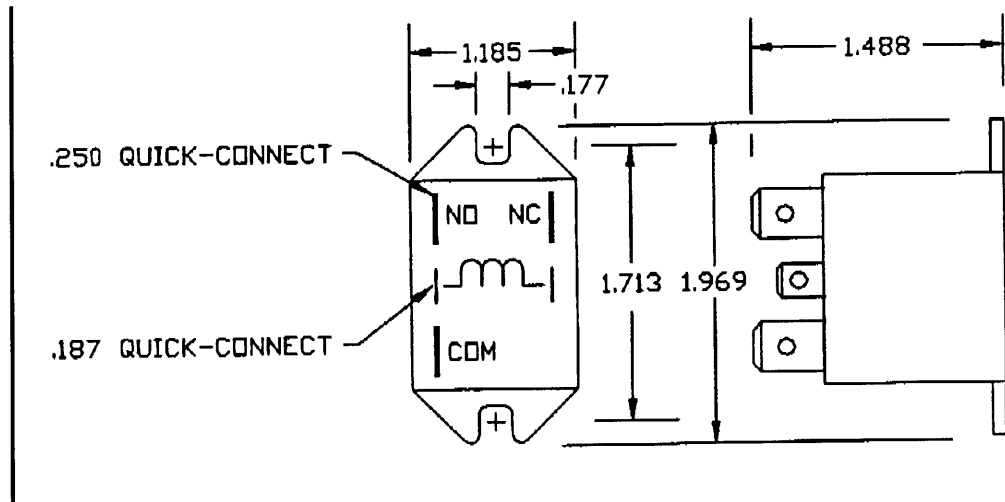 1.185
1.488
.177
.250 QUICK-CONNECT
NO NC
1.713 1.969
.187 QUICK-CONNECT
COM